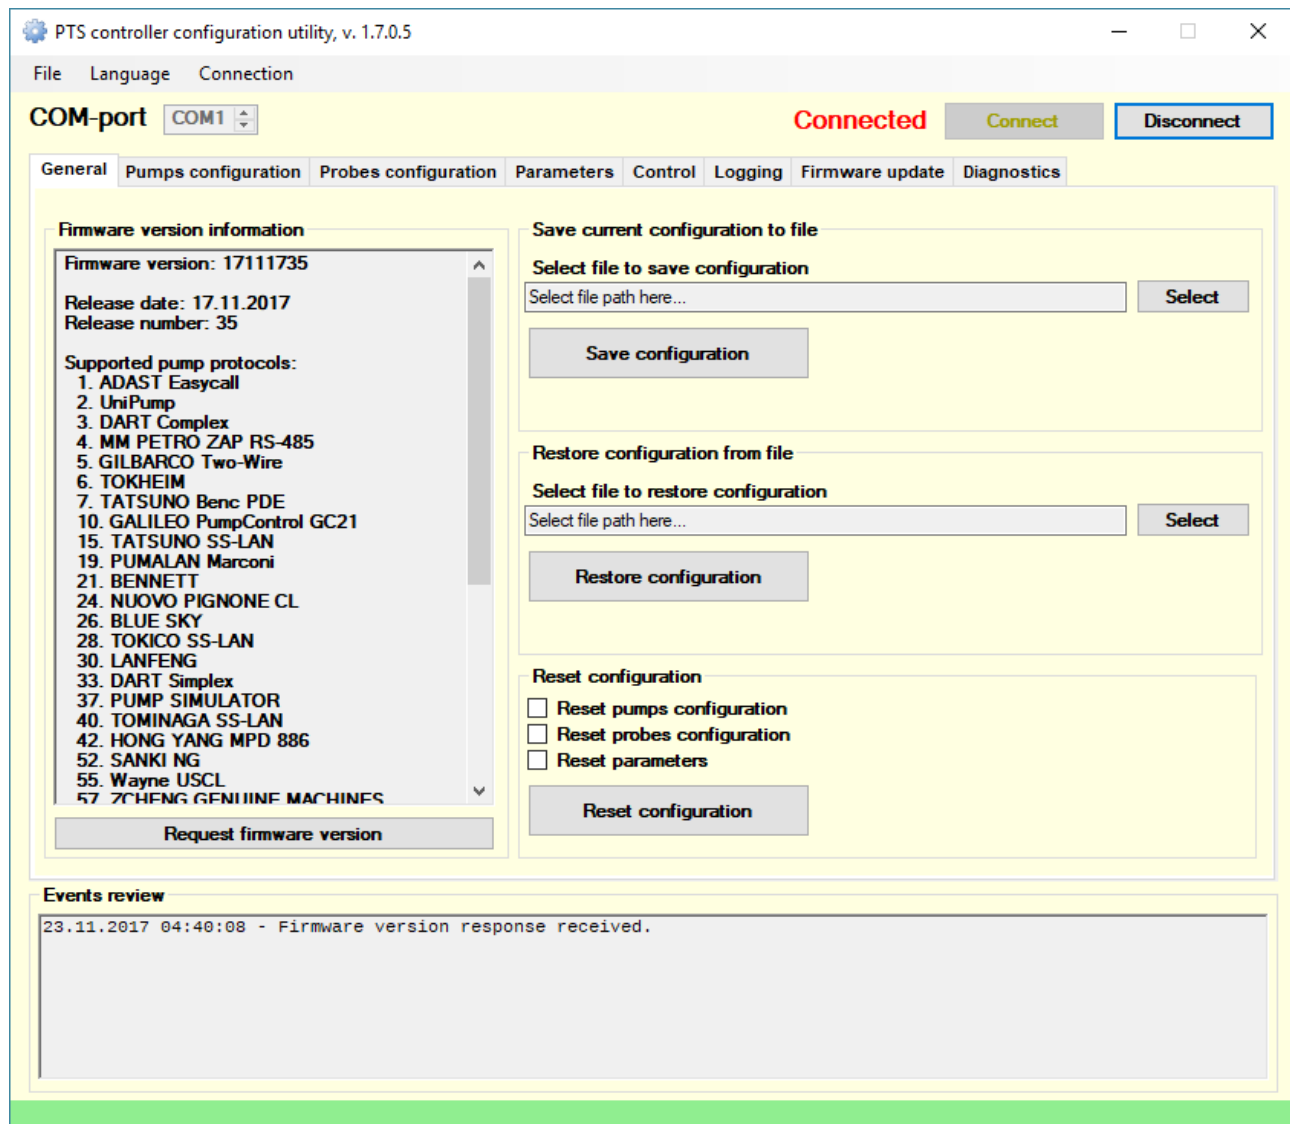 PTS controller configuration utility, v. 1.7.0.5
File Language Connection
COM-port COM1 Connected Connect Disconnect
General Pumps configuration Probes configuration Parameters Control Logging Firmware update Diagnostics
Firmware version information
Firmware version: 17111735
Release date: 17.11.2017
Release number: 35
Supported pump protocols:
1. ADAST Easycall
2. UniPump
3. DART Complex
4. MM PETRO ZAP RS-485
5. GILBARCO Two-Wire
6. TOKHEIM
7. TATSUNO Benc PDE
10. GALILEO PumpControl GC21
15. TATSUNO SS-LAN
19. PUMALAN Marconi
21. BENNETT
24. NUOVO PIGNONE CL
26. BLUE SKY
28. TOKICO SS-LAN
30. LANFENG
33. DART Simplex
37. PUMP SIMULATOR
40. TOMINAGA SS-LAN
42. HONG YANG MPD 886
52. SANKI NG
55. Wayne USCL
57. ZCHENG GENUINE MACHINES
Request firmware version
Save current configuration to file
Select file to save configuration
Select file path here... Select
Save configuration
Restore configuration from file
Select file to restore configuration
Select file path here... Select
Restore configuration
Reset configuration
Reset pumps configuration
Reset probes configuration
Reset parameters
Reset configuration
Events review
23.11.2017 04:40:08 - Firmware version response received.